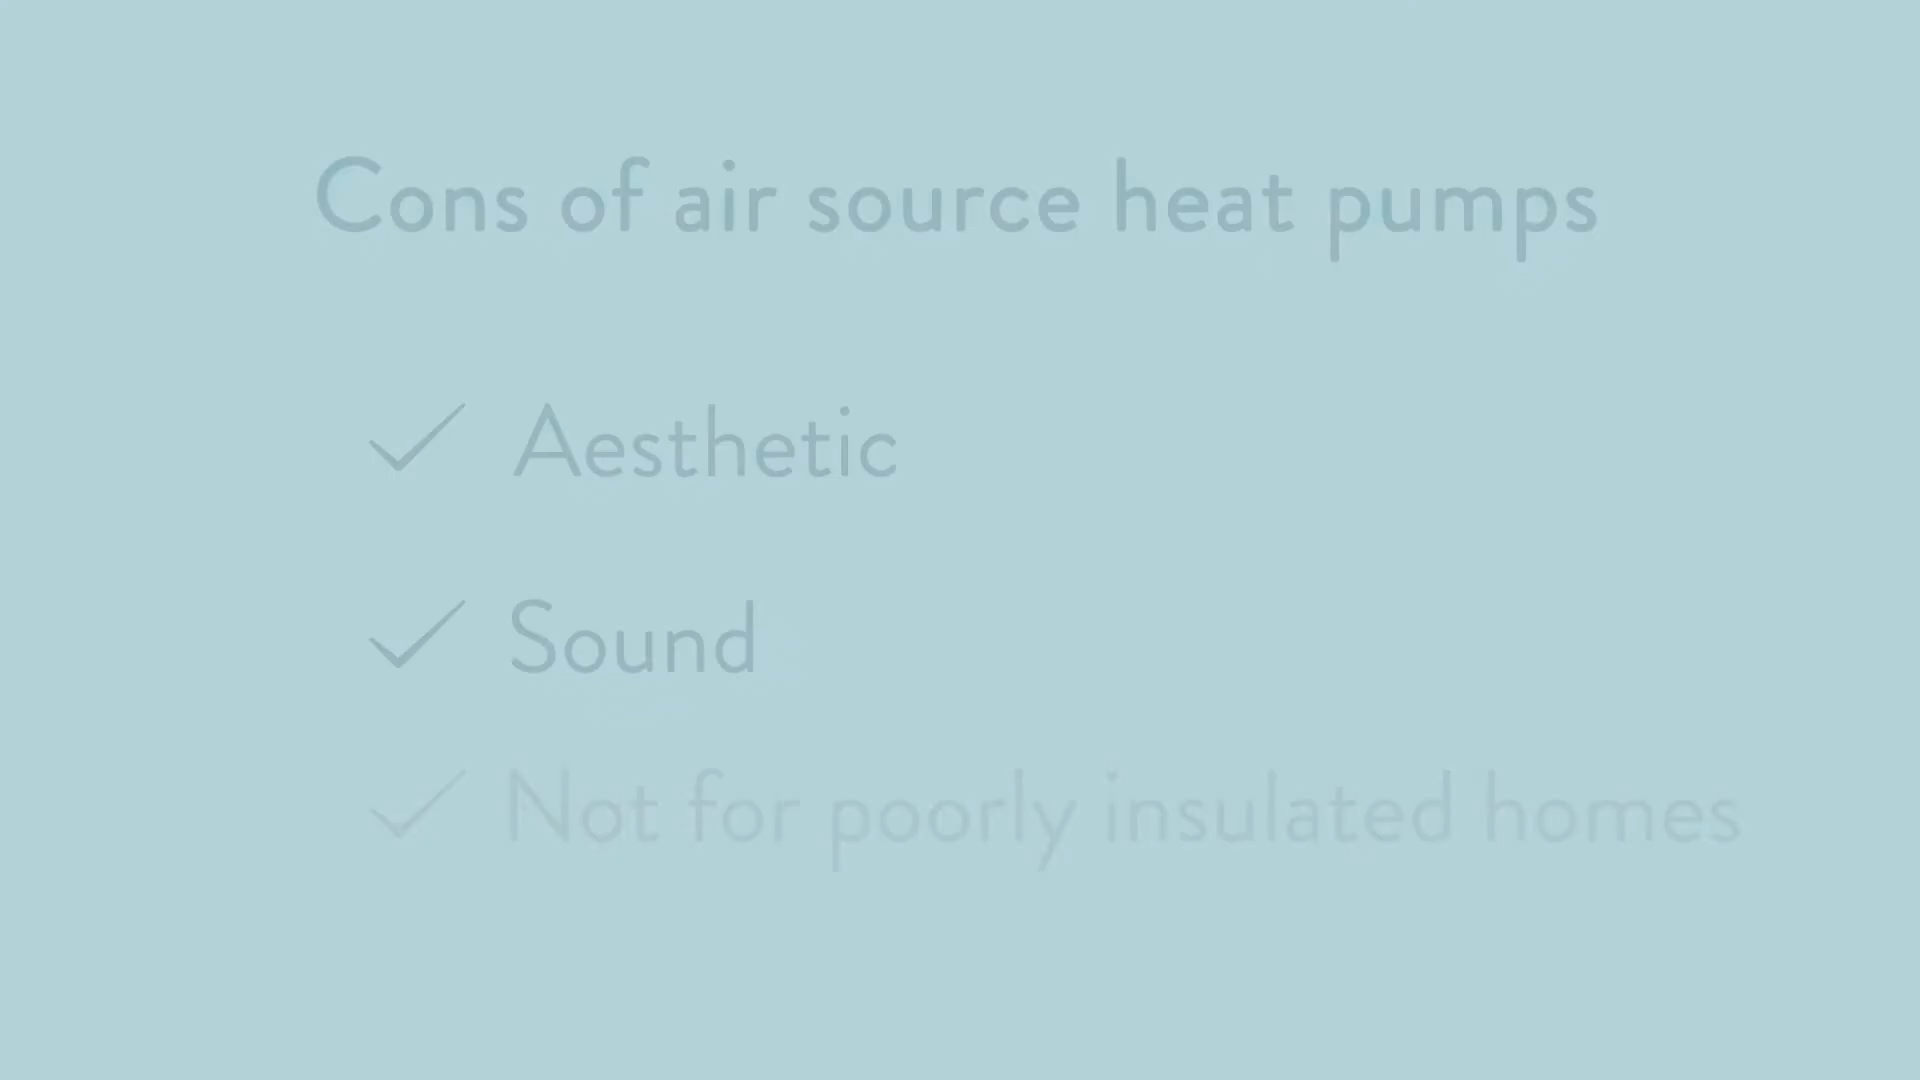 Cons of air source heat pumps
Aesthetic
Sound
Not for poorly insulated homes